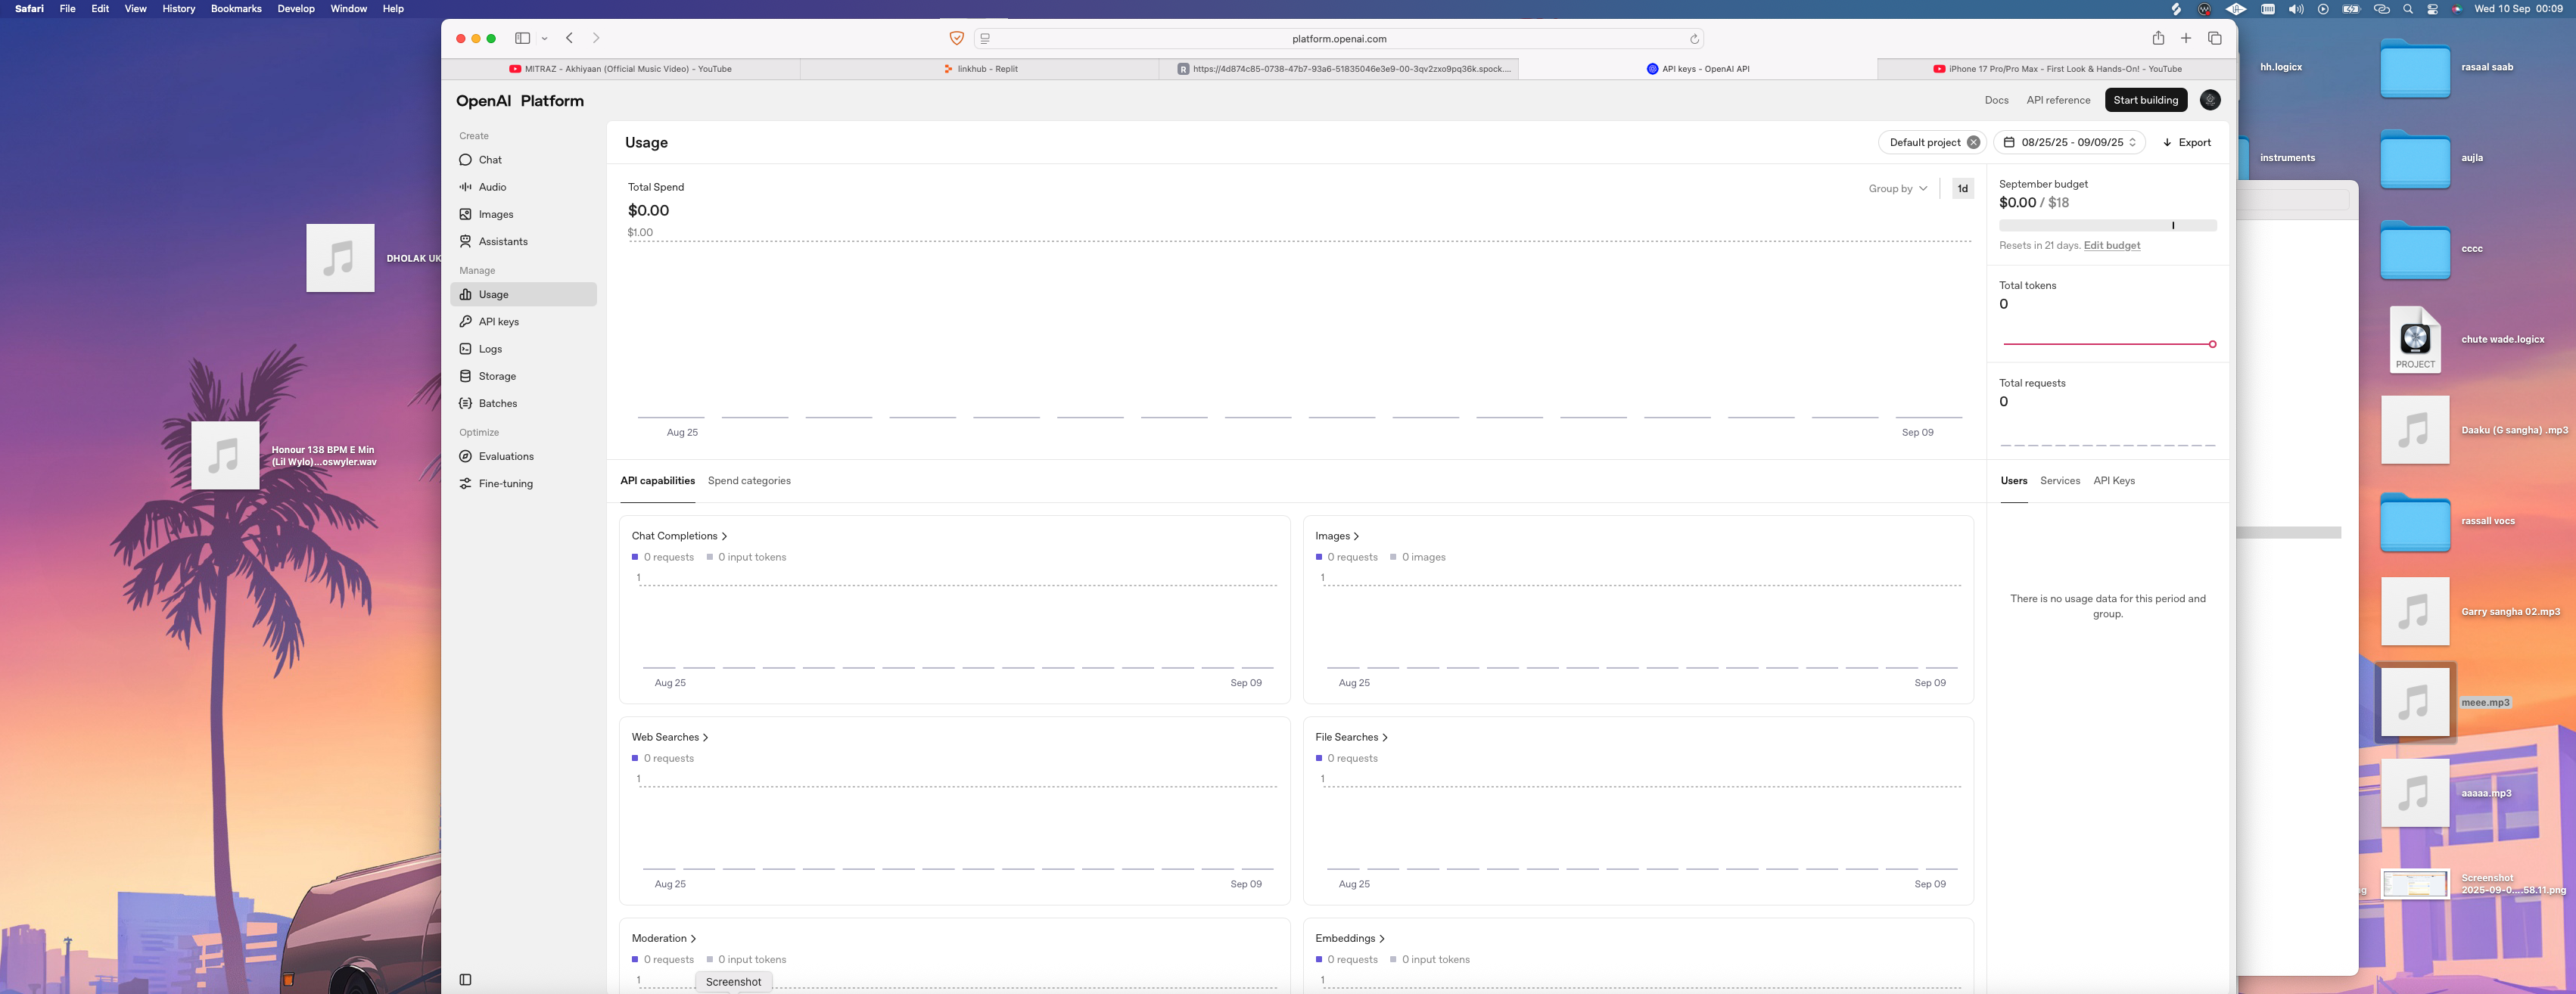 Safari File Edit View History Bookmarks Develop Window Help
Wed 10 Sep 00:09
platform.openai.com
MITRAZ - Akhiyaan (Official Music Video) - YouTube
linkhub - Replit
https://4d874c85-0738-47b7-93a6-51835046e3e9-00-3qv2zxo9pq36k.spock....
API keys - OpenAI API
iPhone 17 Pro/Pro Max - First Look & Hands-On! - YouTube
OpenAI Platform
Docs
API reference
Start building
Create
Chat
Audio
Images
Assistants
Manage
Usage
API keys
Logs
Storage
Batches
Optimize
Evaluations
Fine-tuning
Usage
Default project
08/25/25 - 09/09/25
Export
Total Spend
$0.00
Group by
1d
$1.00
Aug 25
Sep 09
September budget
$0.00 / $18
Resets in 21 days. Edit budget
Total tokens
0
Total requests
0
API capabilities
Spend categories
Users
Services
API Keys
There is no usage data for this period and
group.
Chat Completions
0 requests 0 input tokens
1
Aug 25
Sep 09
Images
0 requests 0 images
1
Aug 25
Sep 09
Web Searches
0 requests
1
Aug 25
Sep 09
File Searches
0 requests
1
Aug 25
Sep 09
Moderation
0 requests 0 input tokens
1
Embeddings
0 requests 0 input tokens
1
Screenshot
DHOLAK UK
Honour 138 BPM E Min
(Lil Wylo)...oswyler.wav
hh.logicx
instruments
rasaal saab
aujla
cccc
PROJECT
chute wade.logicx
Daaku (G sangha) .mp3
rassall vocs
Garry sangha 02.mp3
meee.mp3
aaaaa.mp3
Screenshot
2025-09-0....58.11.png